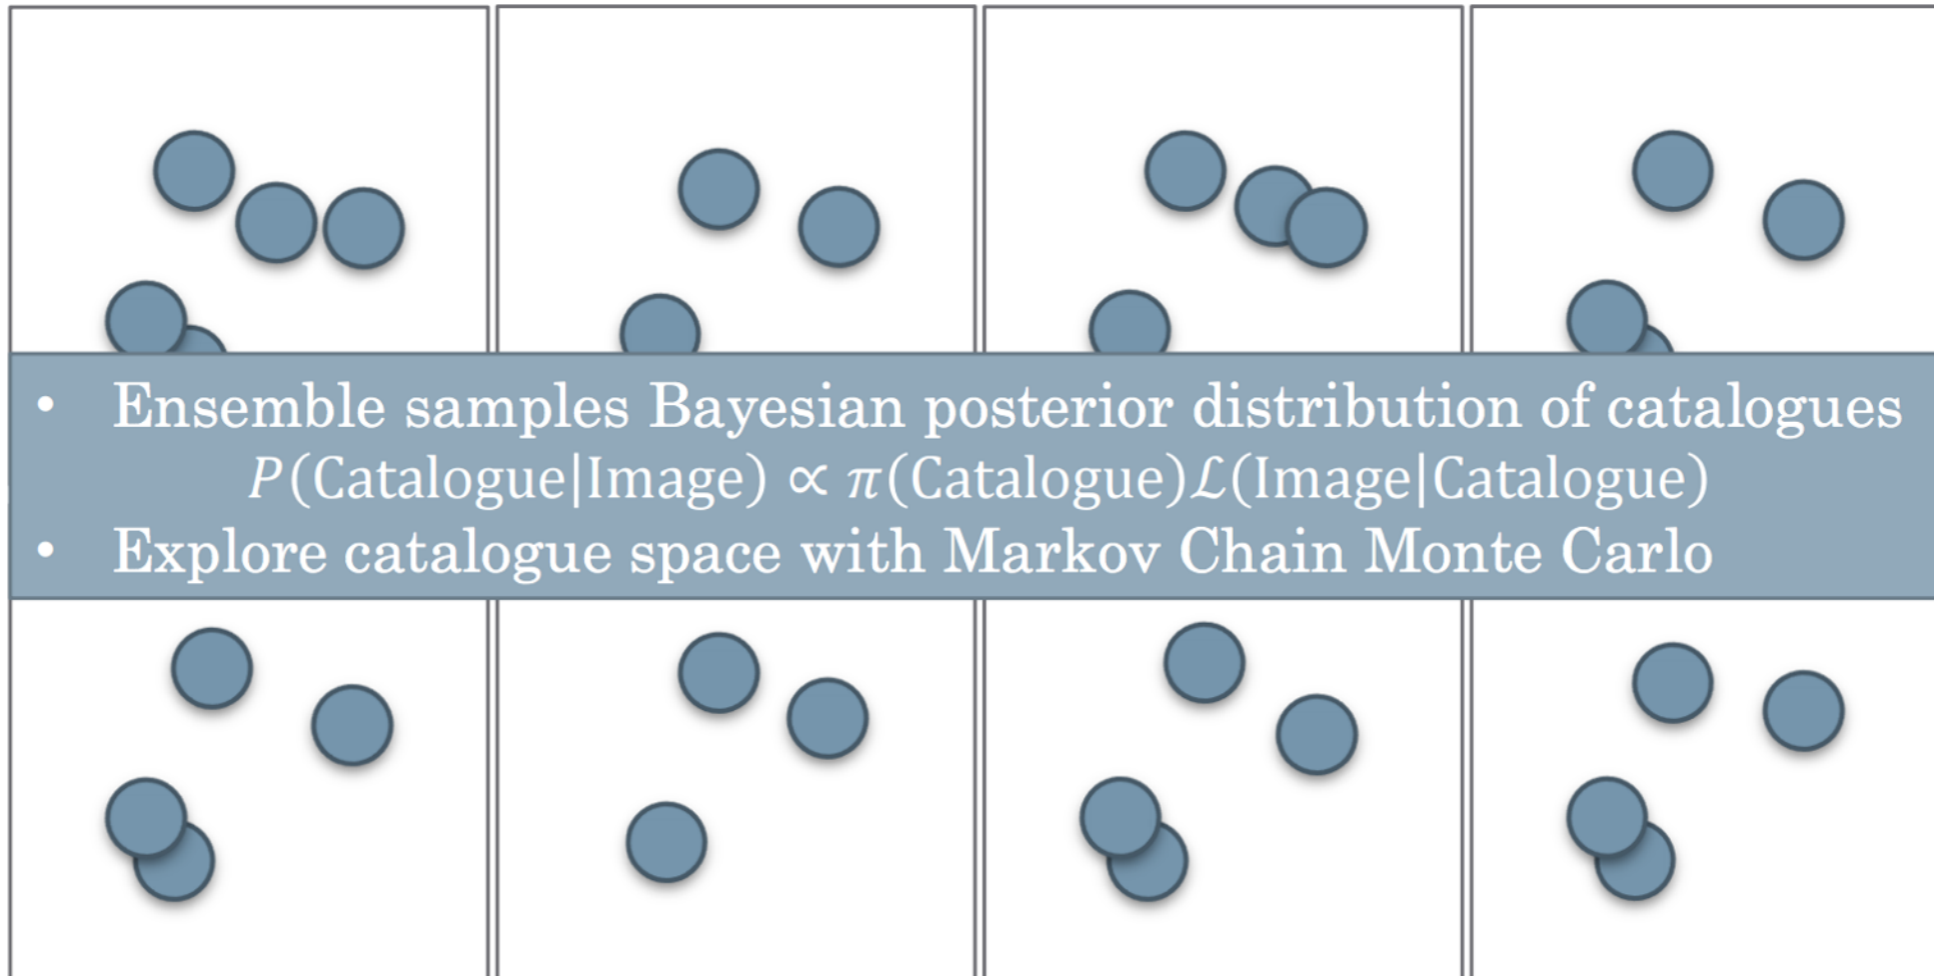 • Ensemble samples Bayesian posterior distribution of catalogues
P(Catalogue|Image) ∝ π(Catalogue)ℒ(Image|Catalogue)
• Explore catalogue space with Markov Chain Monte Carlo